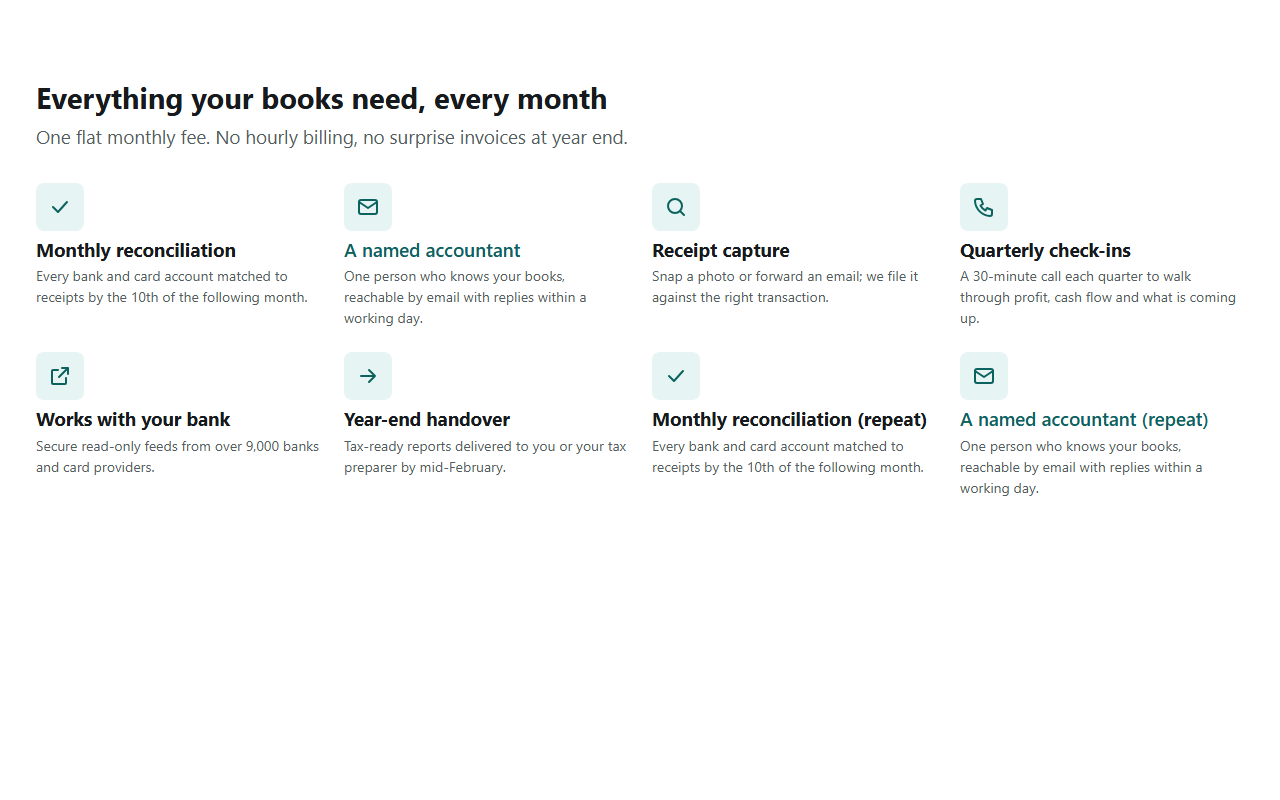 Everything your books need, every month
One flat monthly fee. No hourly billing, no surprise invoices at year end.
Monthly reconciliation
Every bank and card account matched to
receipts by the 10th of the following month.
A named accountant
One person who knows your books,
reachable by email with replies within a
working day.
Receipt capture
Snap a photo or forward an email; we file it
against the right transaction.
Quarterly check-ins
A 30-minute call each quarter to walk
through profit, cash flow and what is coming
up.
Works with your bank
Secure read-only feeds from over 9,000 banks
and card providers.
Year-end handover
Tax-ready reports delivered to you or your tax
preparer by mid-February.
Monthly reconciliation (repeat)
Every bank and card account matched to
receipts by the 10th of the following month.
A named accountant (repeat)
One person who knows your books,
reachable by email with replies within a
working day.